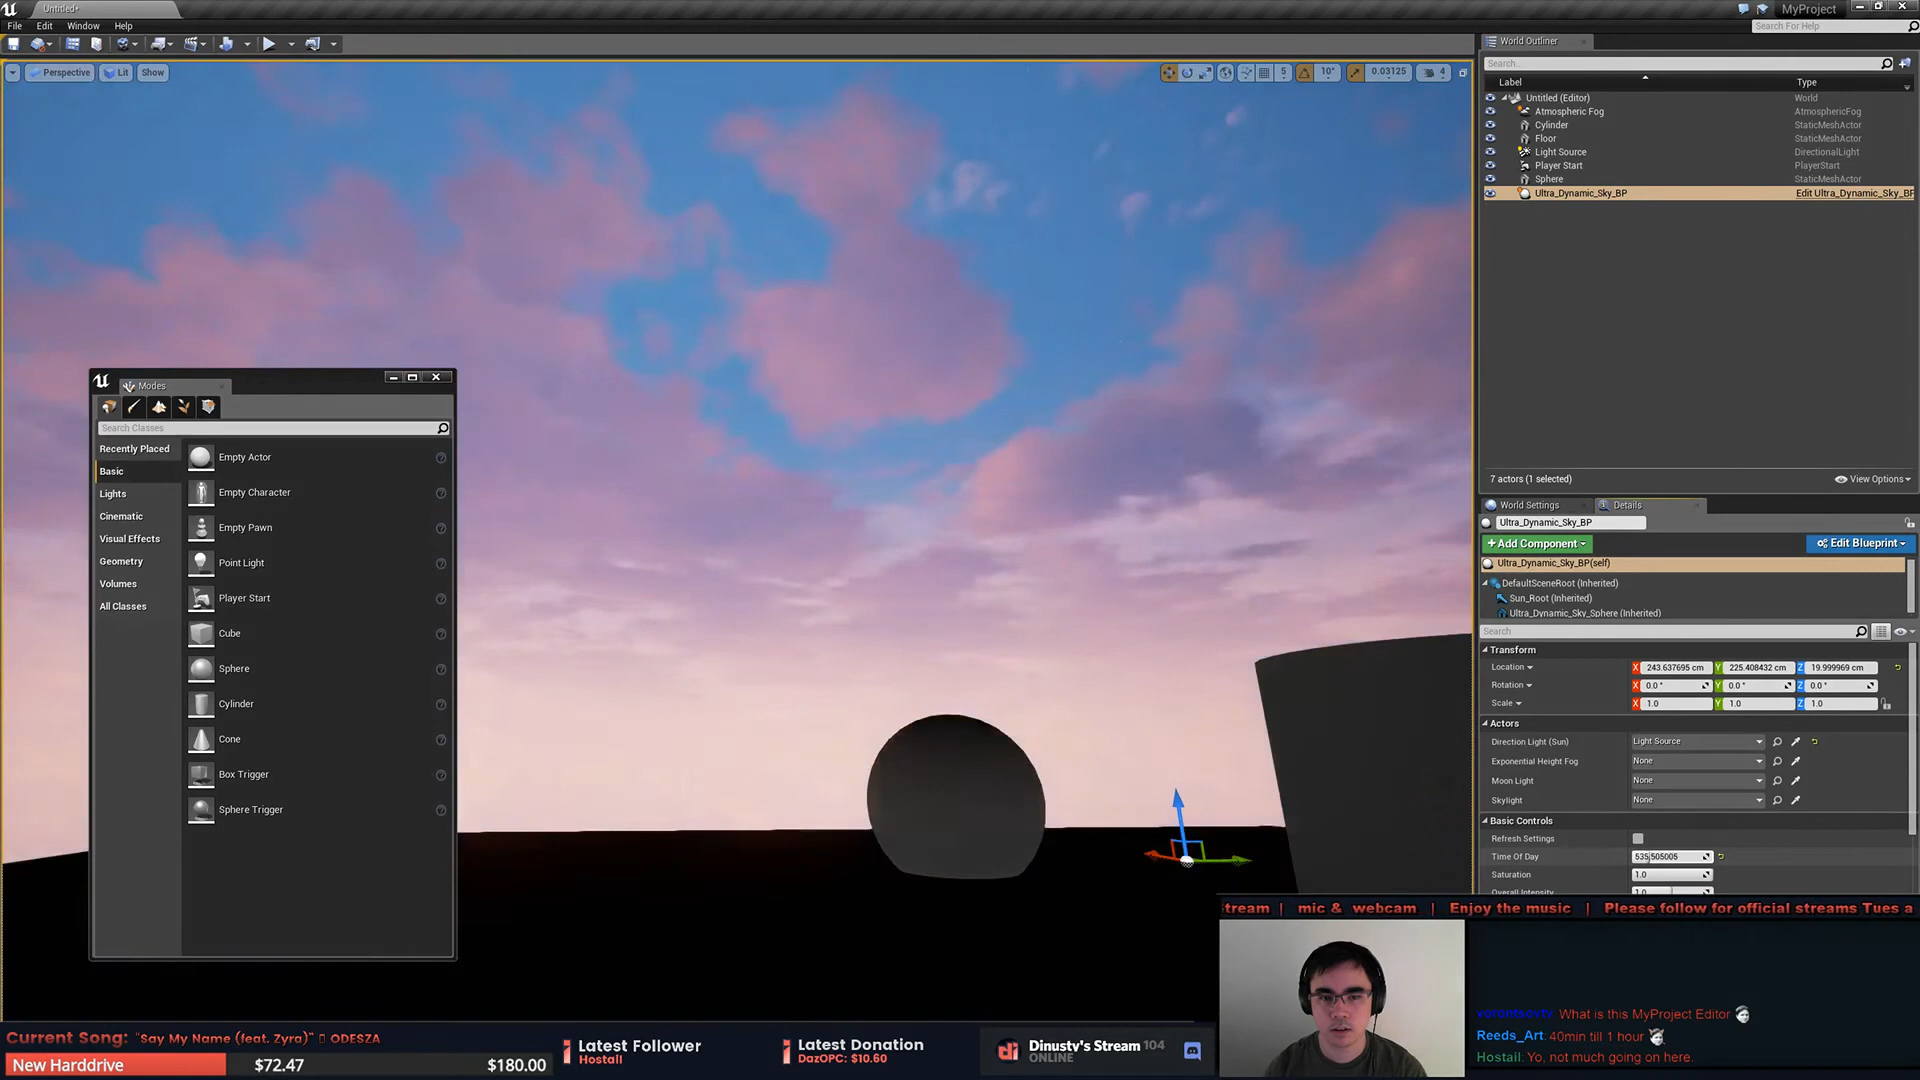 Untitled*
MyProject
File Edit Window Help
Search For Help
Perspective Lit Show
5 10° 0.03125 4
World Outliner
Search...
Label Type
Untitled (Editor) World
Atmospheric Fog AtmosphericFog
Cylinder StaticMeshActor
Floor StaticMeshActor
Light Source DirectionalLight
Player Start PlayerStart
Sphere StaticMeshActor
Ultra_Dynamic_Sky_BP Edit Ultra_Dynamic_Sky_BP
7 actors (1 selected) View Options
Modes
Search Classes
Recently Placed
Basic
Lights
Cinematic
Visual Effects
Geometry
Volumes
All Classes
Empty Actor
Empty Character
Empty Pawn
Point Light
Player Start
Cube
Sphere
Cylinder
Cone
Box Trigger
Sphere Trigger
World Settings Details
Ultra_Dynamic_Sky_BP
+Add Component Edit Blueprint
Ultra_Dynamic_Sky_BP(self)
DefaultSceneRoot (Inherited)
Sun_Root (Inherited)
Ultra_Dynamic_Sky_Sphere (Inherited)
Search
Transform
Location X 243.637695 cm Y 225.408432 cm Z 19.999969 cm
Rotation X 0.0 ° Y 0.0 ° Z 0.0 °
Scale X 1.0 Y 1.0 Z 1.0
Actors
Direction Light (Sun) Light Source
Exponential Height Fog None
Moon Light None
Skylight None
Basic Controls
Refresh Settings
Time Of Day 535.505005
Saturation 1.0
Overall Intensity 1.0
tream | mic & webcam | Enjoy the music | Please follow for official streams Tues a
vorontsovtv: What is this MyProject Editor
Reeds_Art: 40min till 1 hour
Hostall: Yo, not much going on here.
Current Song: "Say My Name (feat. Zyra)" ODESZA
New Harddrive $72.47 $180.00
Latest Follower
Hostall
Latest Donation
DazOPC: $10.60
Dinusty's Stream 104
ONLINE